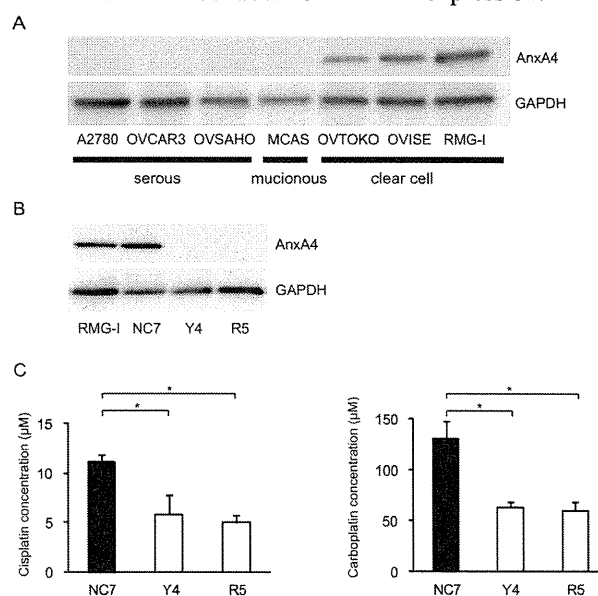 A
AnxA4
GAPDH
A2780 OVCAR3 OVSAHO MCAS OVTOKO OVISE RMG-I
serous mucionous clear cell
B
AnxA4
GAPDH
RMG-I NC7 Y4 R5
C
*
*
Cisplatin concentration (μM)
15
10
5
0
NC7 Y4 R5
*
*
Carboplatin concentration (μM)
150
100
50
0
NC7 Y4 R5